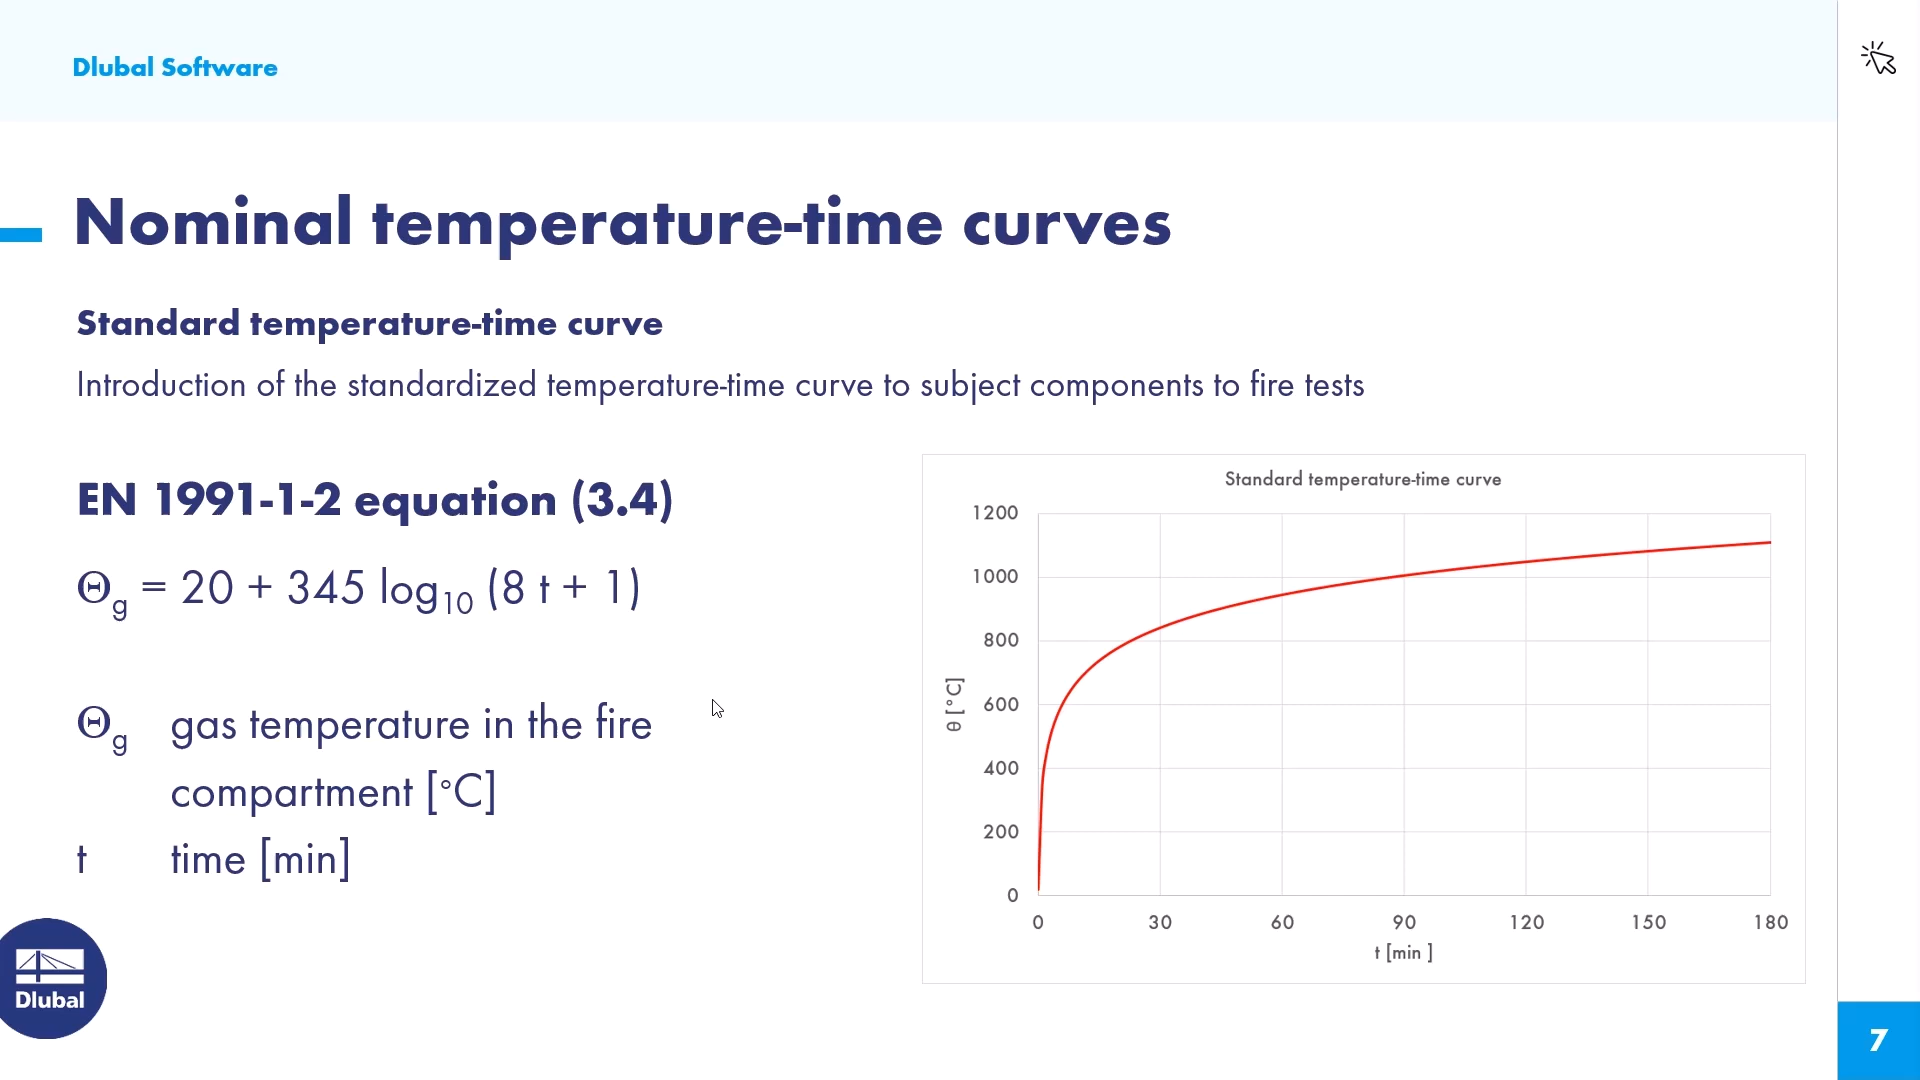 Dlubal Software
Nominal temperature-time curves
Standard temperature-time curve
Introduction of the standardized temperature-time curve to subject components to fire tests
EN 1991-1-2 equation (3.4)
Θg = 20 + 345 log10 (8 t + 1)
Θg gas temperature in the fire
compartment [°C]
t time [min]
Standard temperature-time curve
1200
1000
800
600
400
200
0
θ [°C]
0 30 60 90 120 150 180
t [min ]
Dlubal
7